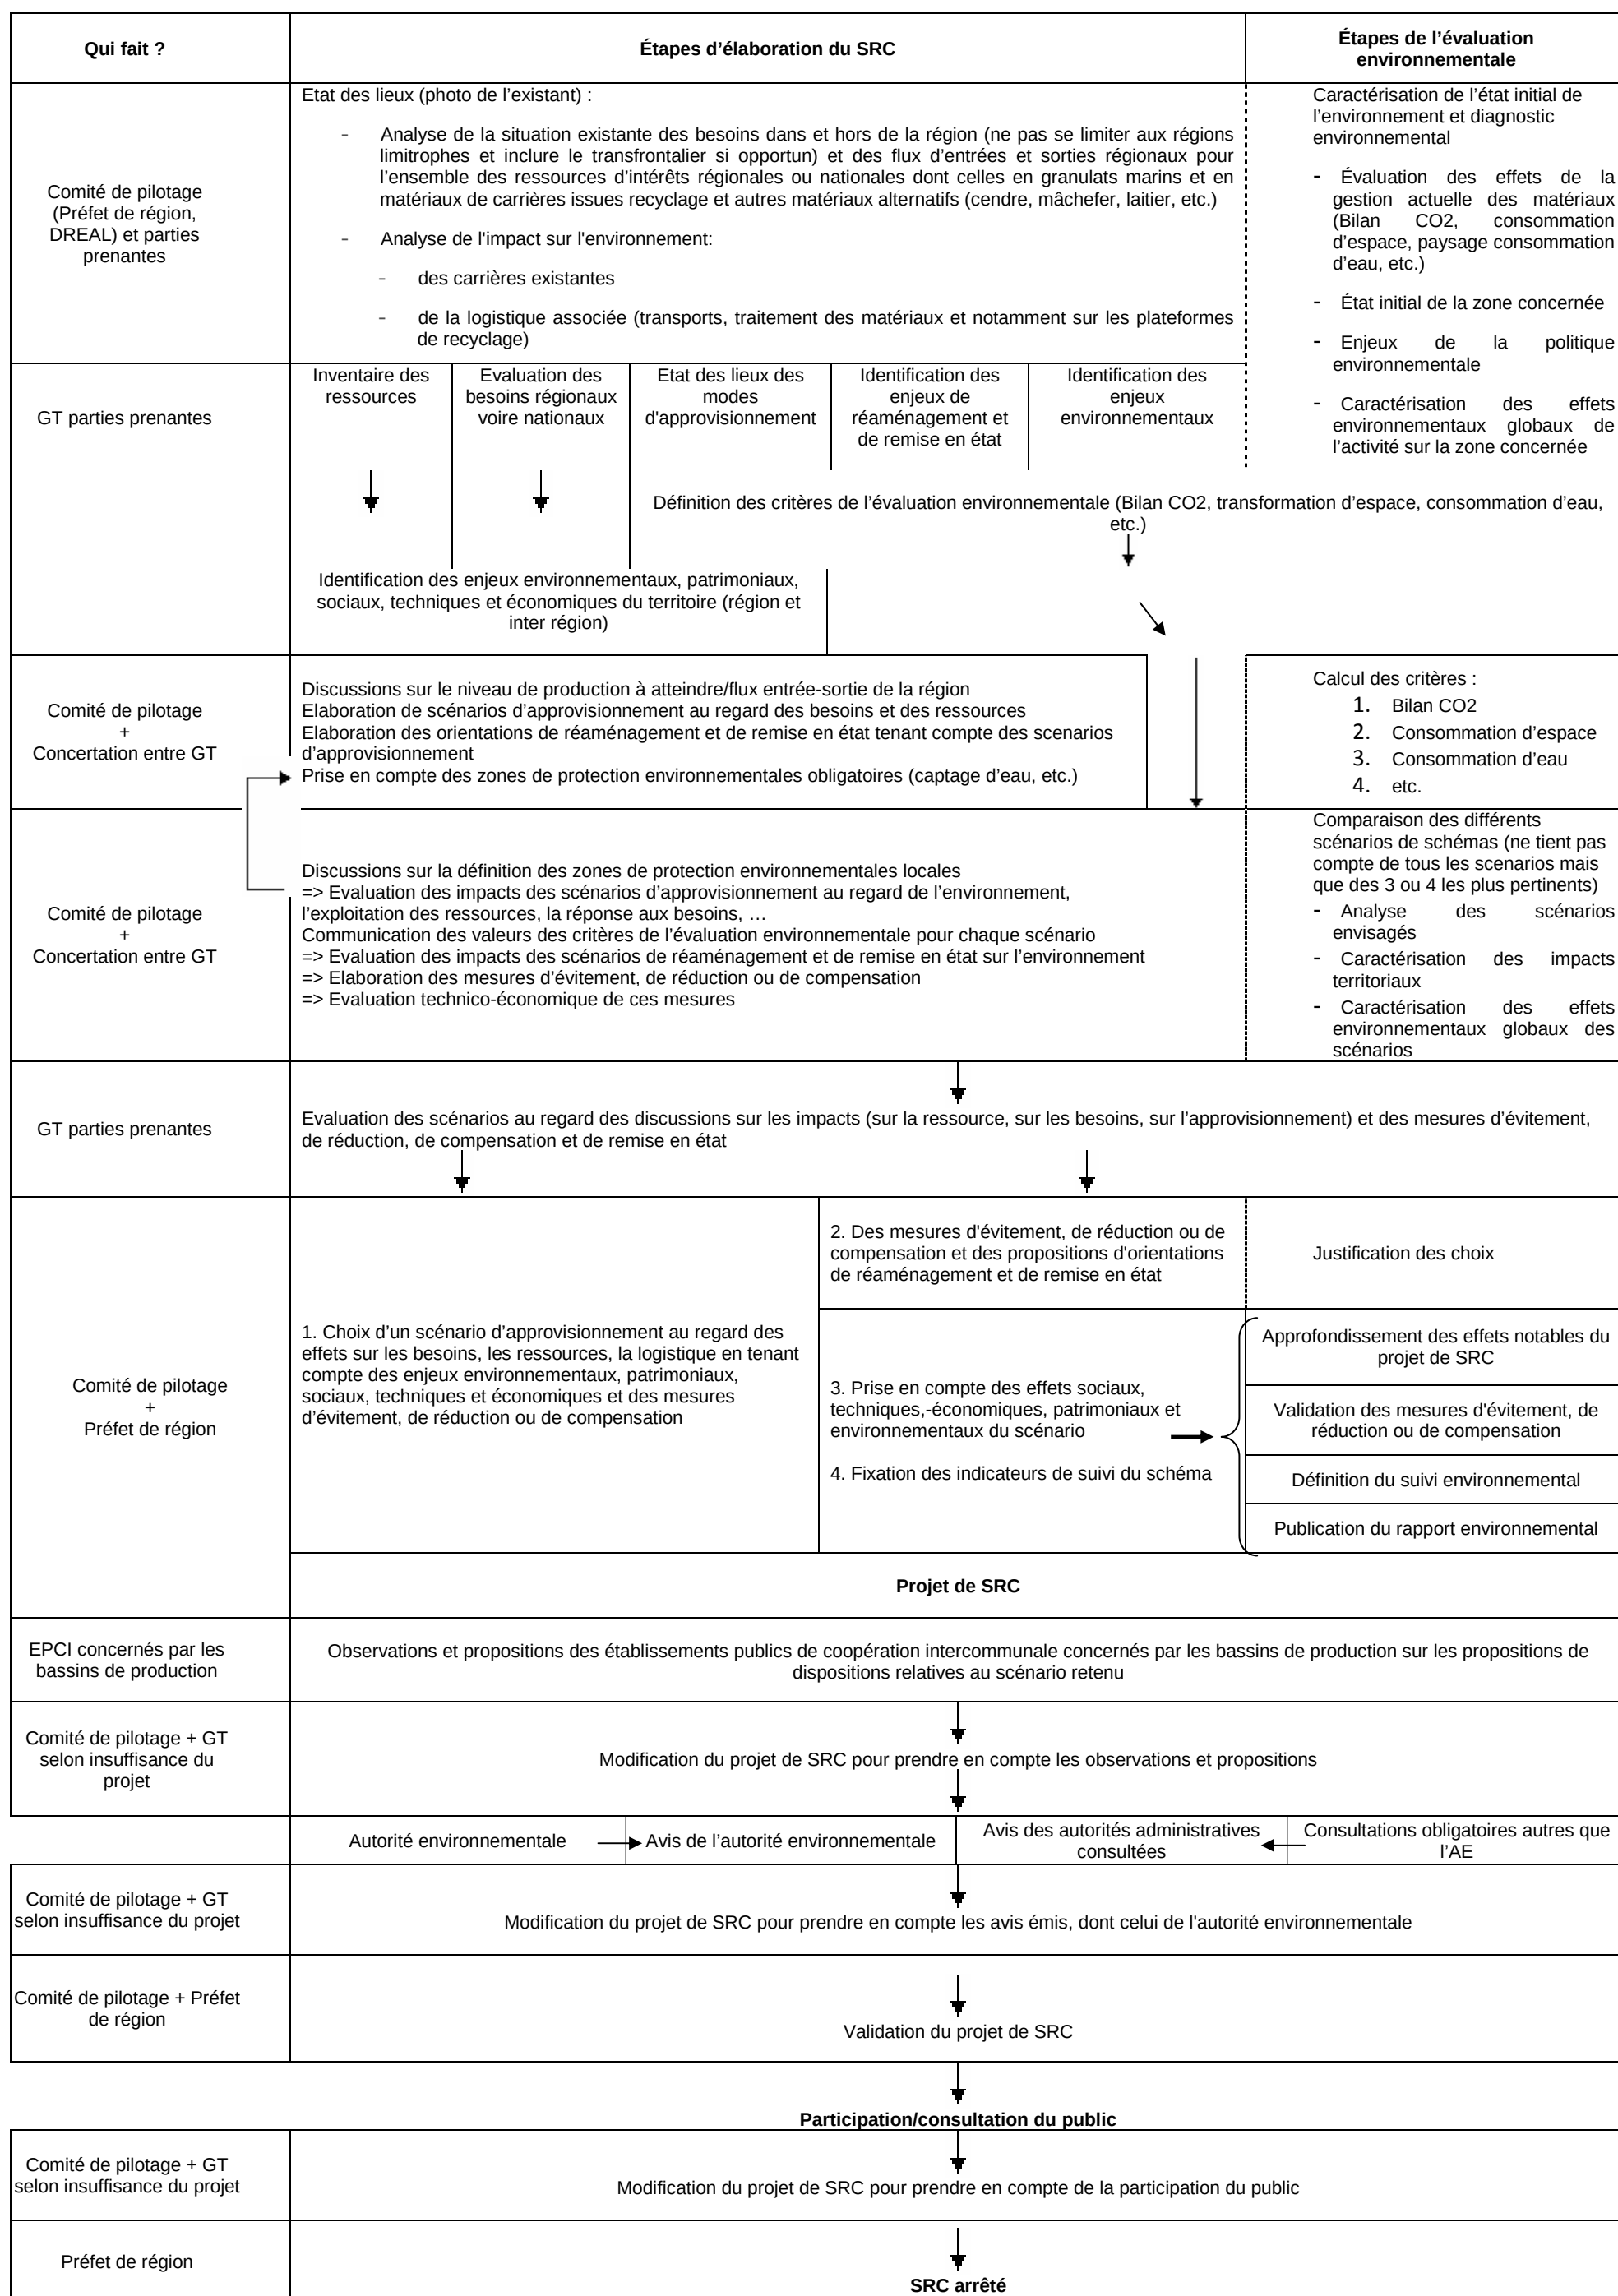 Qui fait ?
Étapes d’élaboration du SRC
Étapes de l’évaluation
environnementale
Comité de pilotage
(Préfet de région,
DREAL) et parties
prenantes
Etat des lieux (photo de l’existant) :
- Analyse de la situation existante des besoins dans et hors de la région (ne pas se limiter aux régions
limitrophes et inclure le transfrontalier si opportun) et des flux d’entrées et sorties régionaux pour
l’ensemble des ressources d’intérêts régionales ou nationales dont celles en granulats marins et en
matériaux de carrières issues recyclage et autres matériaux alternatifs (cendre, mâchefer, laitier, etc.)
- Analyse de l'impact sur l'environnement:
- des carrières existantes
- de la logistique associée (transports, traitement des matériaux et notamment sur les plateformes
de recyclage)
Caractérisation de l’état initial de
l’environnement et diagnostic
environnemental
- Évaluation des effets de la
gestion actuelle des matériaux
(Bilan CO2, consommation
d’espace, paysage consommation
d’eau, etc.)
- État initial de la zone concernée
- Enjeux de la politique
environnementale
- Caractérisation des effets
environnementaux globaux de
l’activité sur la zone concernée
GT parties prenantes
Inventaire des
ressources
Evaluation des
besoins régionaux
voire nationaux
Etat des lieux des
modes
d'approvisionnement
Identification des
enjeux de
réaménagement et
de remise en état
Identification des
enjeux
environnementaux
Définition des critères de l’évaluation environnementale (Bilan CO2, transformation d’espace, consommation d’eau,
etc.)
Identification des enjeux environnementaux, patrimoniaux,
sociaux, techniques et économiques du territoire (région et
inter région)
Comité de pilotage
+
Concertation entre GT
Discussions sur le niveau de production à atteindre/flux entrée-sortie de la région
Elaboration de scénarios d’approvisionnement au regard des besoins et des ressources
Elaboration des orientations de réaménagement et de remise en état tenant compte des scenarios
d’approvisionnement
Prise en compte des zones de protection environnementales obligatoires (captage d’eau, etc.)
Calcul des critères :
1. Bilan CO2
2. Consommation d’espace
3. Consommation d’eau
4. etc.
Comité de pilotage
+
Concertation entre GT
Discussions sur la définition des zones de protection environnementales locales
=> Evaluation des impacts des scénarios d’approvisionnement au regard de l’environnement,
l’exploitation des ressources, la réponse aux besoins, …
Communication des valeurs des critères de l’évaluation environnementale pour chaque scénario
=> Evaluation des impacts des scénarios de réaménagement et de remise en état sur l’environnement
=> Elaboration des mesures d’évitement, de réduction ou de compensation
=> Evaluation technico-économique de ces mesures
Comparaison des différents
scénarios de schémas (ne tient pas
compte de tous les scenarios mais
que des 3 ou 4 les plus pertinents)
- Analyse des scénarios
envisagés
- Caractérisation des impacts
territoriaux
- Caractérisation des effets
environnementaux globaux des
scénarios
GT parties prenantes
Evaluation des scénarios au regard des discussions sur les impacts (sur la ressource, sur les besoins, sur l’approvisionnement) et des mesures d’évitement,
de réduction, de compensation et de remise en état
Comité de pilotage
+
Préfet de région
1. Choix d’un scénario d’approvisionnement au regard des
effets sur les besoins, les ressources, la logistique en tenant
compte des enjeux environnementaux, patrimoniaux,
sociaux, techniques et économiques et des mesures
d’évitement, de réduction ou de compensation
2. Des mesures d'évitement, de réduction ou de
compensation et des propositions d'orientations
de réaménagement et de remise en état
Justification des choix
3. Prise en compte des effets sociaux,
techniques,-économiques, patrimoniaux et
environnementaux du scénario
4. Fixation des indicateurs de suivi du schéma
Approfondissement des effets notables du
projet de SRC
Validation des mesures d'évitement, de
réduction ou de compensation
Définition du suivi environnemental
Publication du rapport environnemental
Projet de SRC
EPCI concernés par les
bassins de production
Observations et propositions des établissements publics de coopération intercommunale concernés par les bassins de production sur les propositions de
dispositions relatives au scénario retenu
Comité de pilotage + GT
selon insuffisance du
projet
Modification du projet de SRC pour prendre en compte les observations et propositions
Autorité environnementale
Avis de l’autorité environnementale
Avis des autorités administratives
consultées
Consultations obligatoires autres que
l’AE
Comité de pilotage + GT
selon insuffisance du projet
Modification du projet de SRC pour prendre en compte les avis émis, dont celui de l'autorité environnementale
Comité de pilotage + Préfet
de région
Validation du projet de SRC
Participation/consultation du public
Comité de pilotage + GT
selon insuffisance du projet
Modification du projet de SRC pour prendre en compte de la participation du public
Préfet de région
SRC arrêté